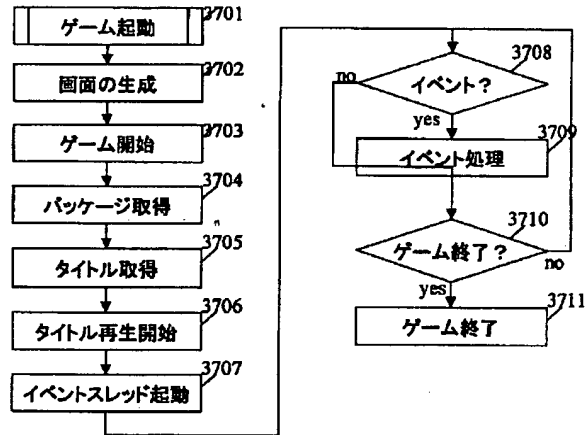 3701
ゲーム起動
3702
画面の生成
3703
ゲーム開始
3704
パッケージ取得
3705
タイトル取得
3706
タイトル再生開始
3707
イベントスレッド起動
3708
no
イベント?
yes
3709
イベント処理
3710
ゲーム終了?
no
yes
3711
ゲーム終了